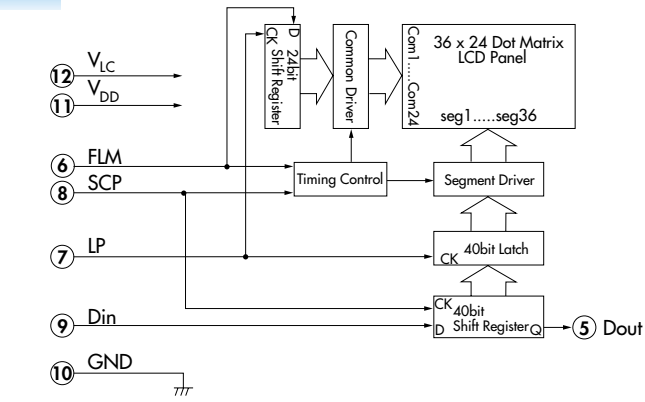 D
CK
24bit
Shift Register
Common Driver
Com1....Com24
36 x 24 Dot Matrix
LCD Panel
seg1.....seg36
12 VLC
11 VDD
6 FLM
8 SCP
Timing Control
Segment Driver
7 LP
40bit Latch
CK
CK
40bit
D Shift Register Q
9 Din
5 Dout
10 GND